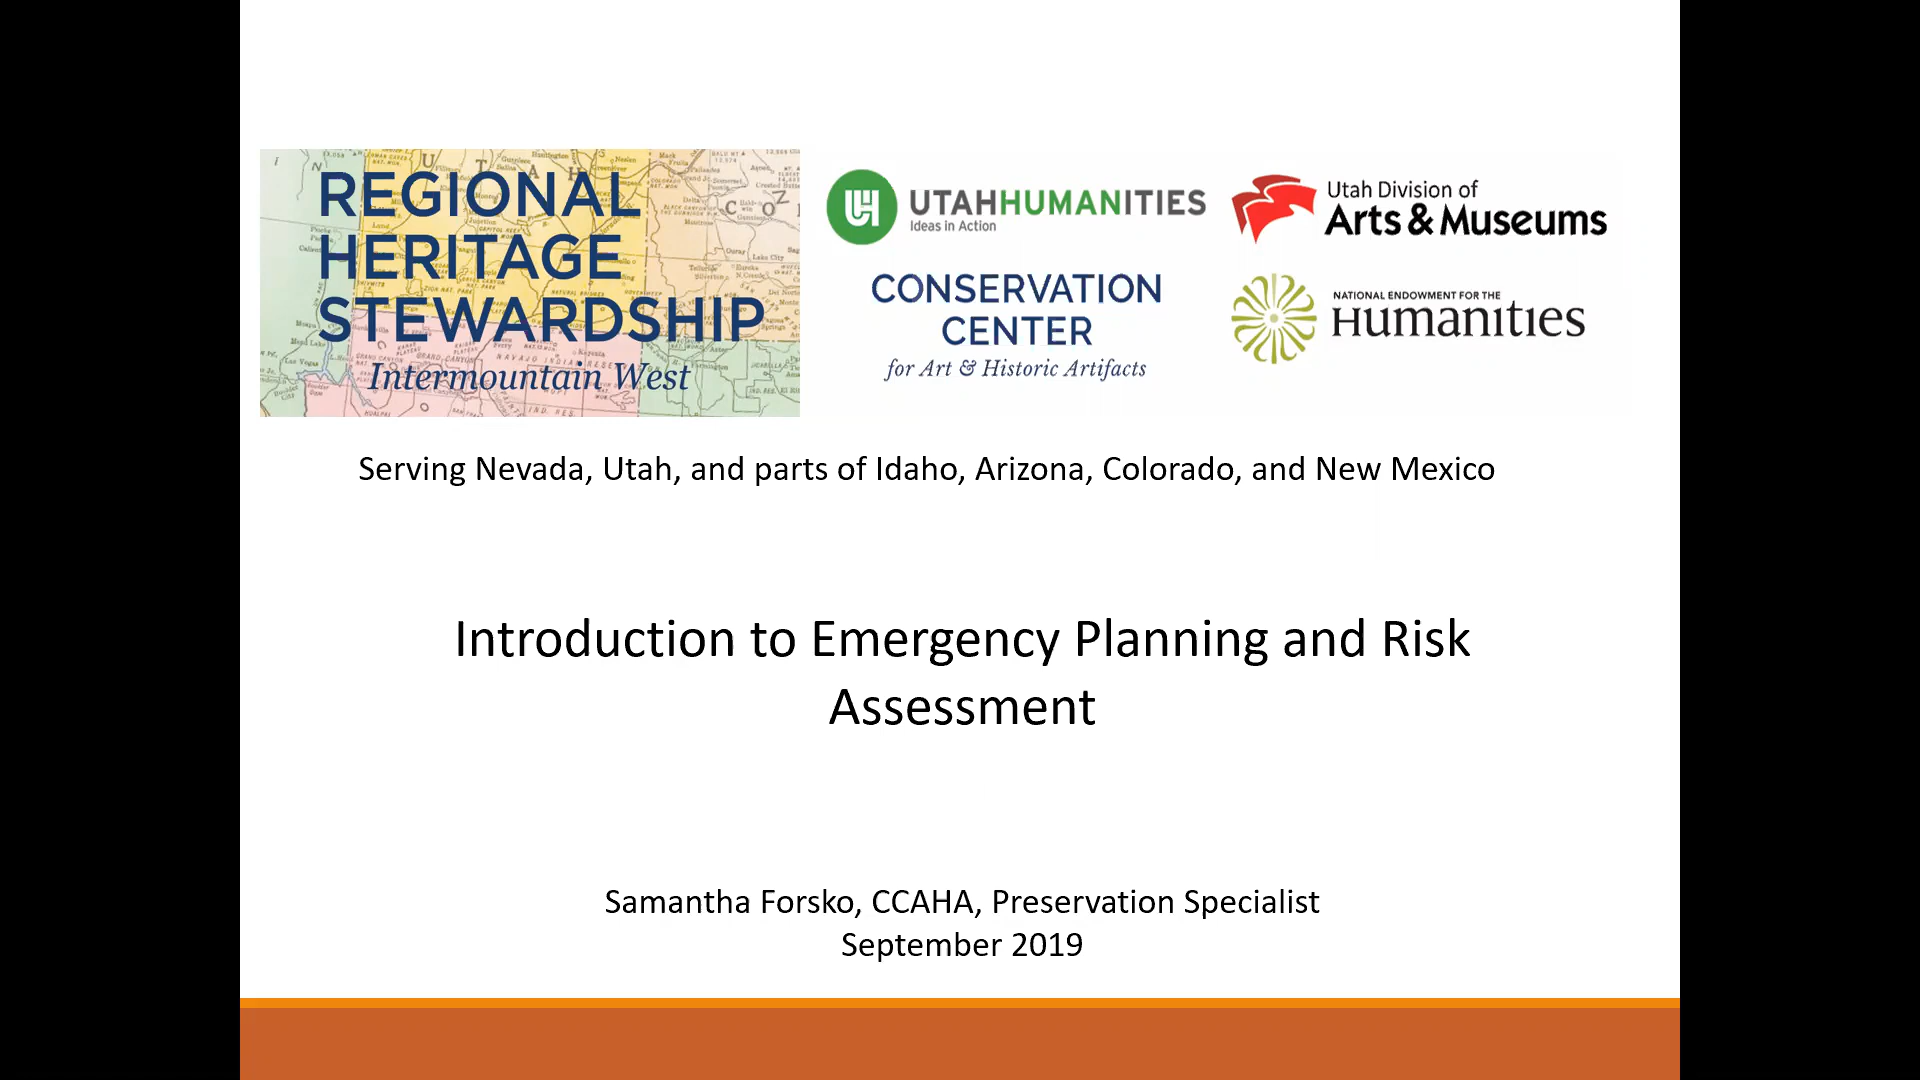 REGIONAL
HERITAGE
STEWARDSHIP
Intermountain West
UTAHHUMANITIES
Ideas in Action
Utah Division of
Arts & Museums
CONSERVATION
CENTER
for Art & Historic Artifacts
NATIONAL ENDOWMENT FOR THE
Humanities
Serving Nevada, Utah, and parts of Idaho, Arizona, Colorado, and New Mexico
Introduction to Emergency Planning and Risk
Assessment
Samantha Forsko, CCAHA, Preservation Specialist
September 2019